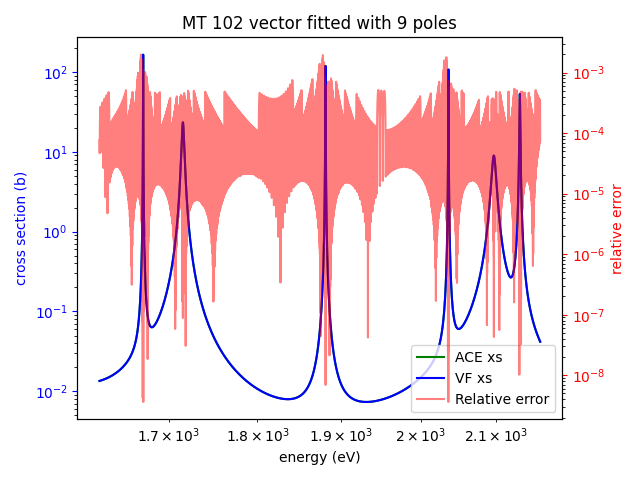 MT 102 vector fitted with 9 poles
cross section (b)
10²
10¹
10⁰
10⁻¹
10⁻²
relative error
10⁻³
10⁻⁴
10⁻⁵
10⁻⁶
10⁻⁷
10⁻⁸
ACE xs
VF xs
Relative error
1.7 × 10³ 1.8 × 10³ 1.9 × 10³ 2 × 10³ 2.1 × 10³
energy (eV)